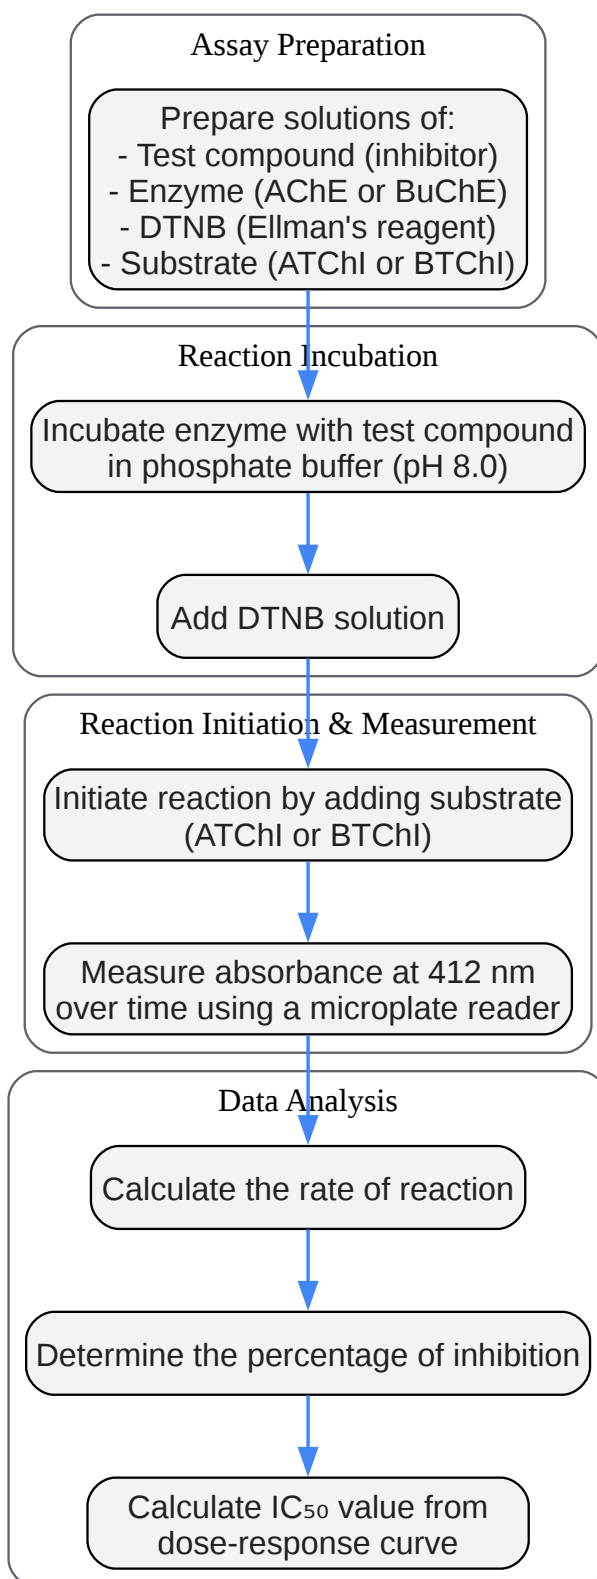 Assay Preparation
Prepare solutions of:
- Test compound (inhibitor)
- Enzyme (AChE or BuChE)
- DTNB (Ellman's reagent)
- Substrate (ATChI or BTChI)
Reaction Incubation
Incubate enzyme with test compound
in phosphate buffer (pH 8.0)
Add DTNB solution
Reaction Initiation & Measurement
Initiate reaction by adding substrate
(ATChI or BTChI)
Measure absorbance at 412 nm
over time using a microplate reader
Data Analysis
Calculate the rate of reaction
Determine the percentage of inhibition
Calculate IC₅₀ value from
dose-response curve